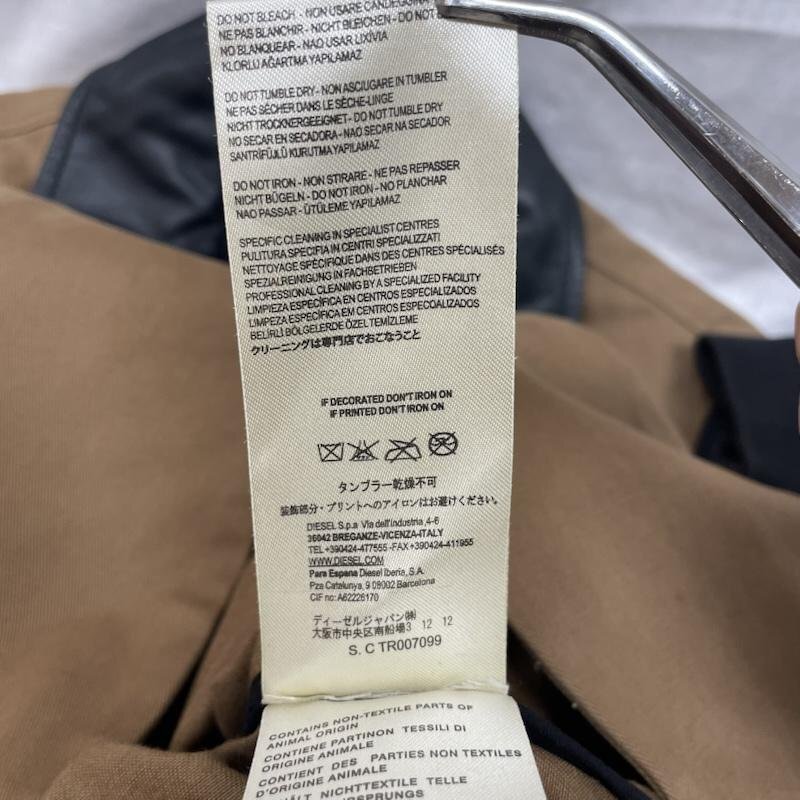 DO NOT BLEACH - NON USARE CANDEGGINA
NE PAS BLANCHIR - NICHT BLEICHEN - DO NOT
NO BLANQUEAR - NAO USAR LIXÍVIA
KLORLU AĞARTMA YAPILAMAZ
DO NOT TUMBLE DRY - NON ASCIUGARE IN TUMBLER
NE PAS SÈCHER DANS LE SÈCHE-LINGE
NICHT TROCKNERGEEIGNET - DO NOT TUMBLE DRY
NO SECAR EN SECADORA - NÃO SECAR NA SECADOR
SANTRİFÜJLÜ KURUTMA YAPILAMAZ
DO NOT IRON - NON STIRARE - NE PAS REPASSER
NICHT BÜGELN - DO NOT IRON - NO PLANCHAR
NAO PASSAR - ÜTÜLEME YAPILAMAZ
SPECIFIC CLEANING IN SPECIALIST CENTRES
PULITURA SPECIFIA IN CENTRI SPECIALIZZATI
NETTOYAGE SPÉCIFIQUE DANS DES CENTRES SPÉCIALISÉS
SPEZIALREINIGUNG IN FACHBETRIEBEN
PROFESSIONAL CLEANING BY A SPECIALIZED FACILITY
LIMPIEZA ESPECÍFICA EN CENTROS ESPECIALIZADOS
LIMPEZA ESPECÍFICA EM CENTROS ESPECOALIZADOS
BELİRLİ BÖLGELERDE ÖZEL TEMİZLEME
クリーニングは専門店でおこなうこと
IF DECORATED DON'T IRON ON
IF PRINTED DON'T IRON ON
タンブラー乾燥不可
装飾部分・プリントへのアイロンはお避けください。
DIESEL S.p.a Via dell'industria ,4-6
36042 BREGANZE-VICENZA-ITALY
TEL +390424-477555 -FAX +390424-411955
WWW.DIESEL.COM
Para Espana Diesel Iberia, S.A.
Pza Catalunya, 9 08002 Barcelona
CIF no: A62226170
ディーゼルジャパン㈱
大阪市中央区南船場3 12 12
S. C TR007099
CONTAINS NON-TEXTILE PARTS OF
ANIMAL ORIGIN
CONTIENE PARTINON TESSILI DI
ORIGINE ANIMALE
CONTIENT DES PARTIES NON TEXTILES
D'ORIGINE ANIMALE
NICHTTEXTILE TELLE